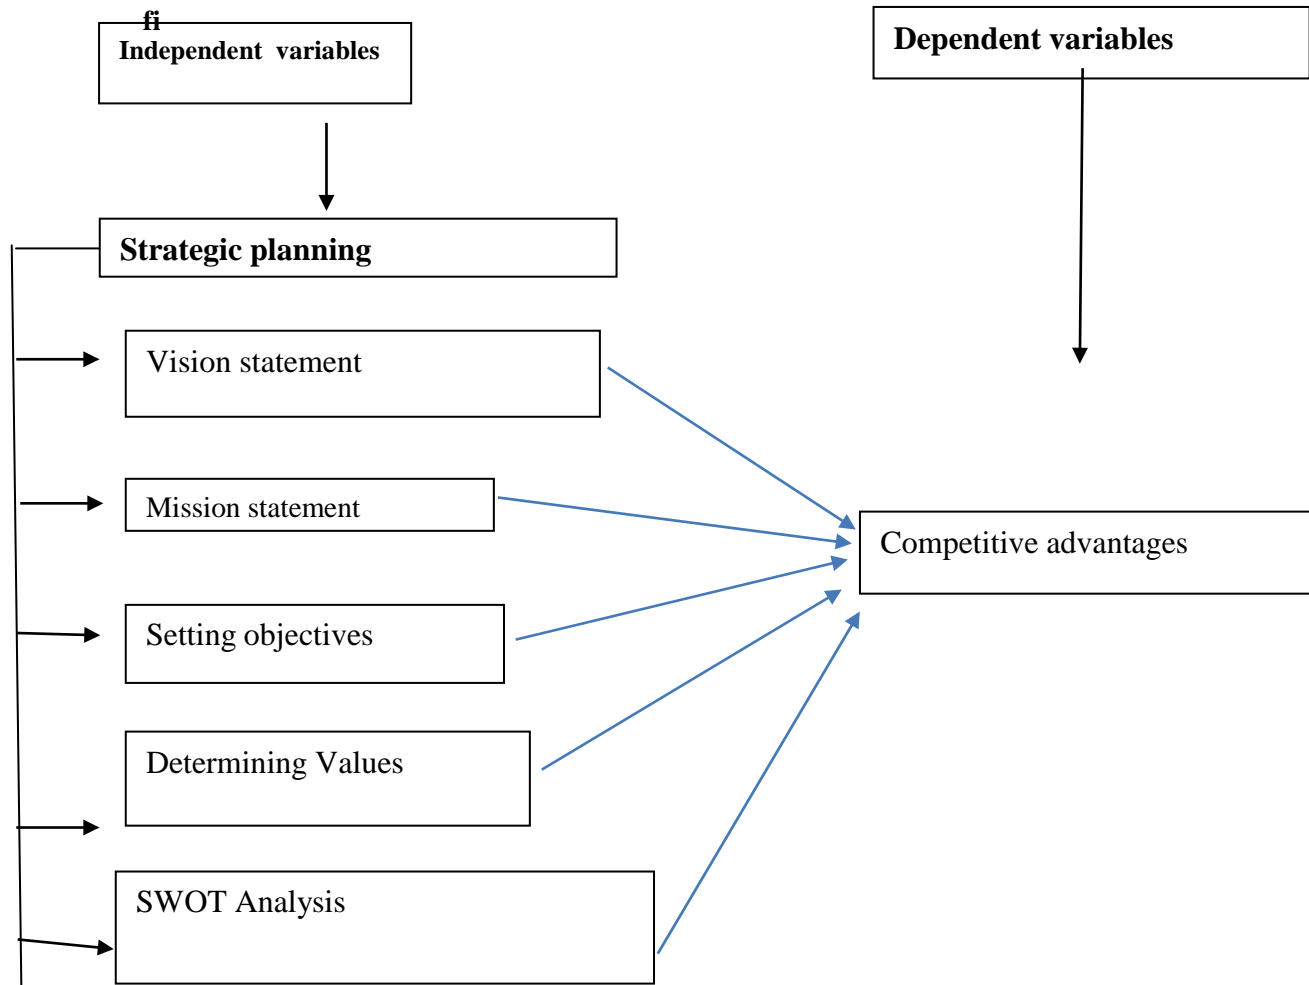 fi
Independent variables
Dependent variables
Strategic planning
Vision statement
Mission statement
Competitive advantages
Setting objectives
Determining Values
SWOT Analysis